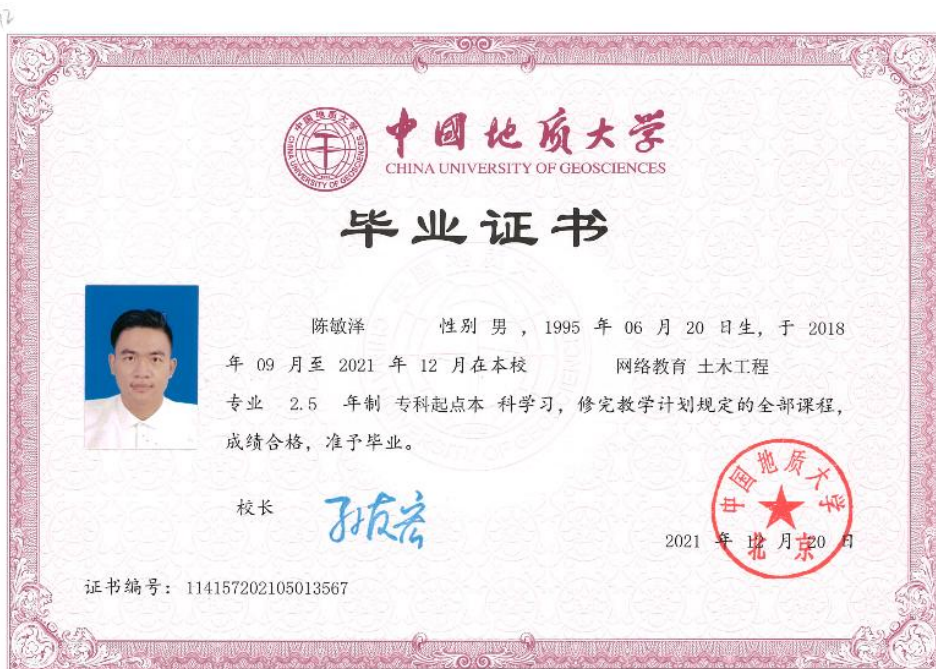 中國地质大学
CHINA UNIVERSITY OF GEOSCIENCES
毕业证书
陈敏洋 性别 男 ，1995 年 06 月 20 日生，于 2018
年 09 月至 2021 年 12 月在本校 网络教育 土木工程
专业 2.5 年制 专科起点本 科学习，修完教学计划规定的全部课程，
成绩合格，准予毕业。
校长 孙友宏
中国地质大学
北京
2021 年 12 月 20 日
证书编号：114157202105013567